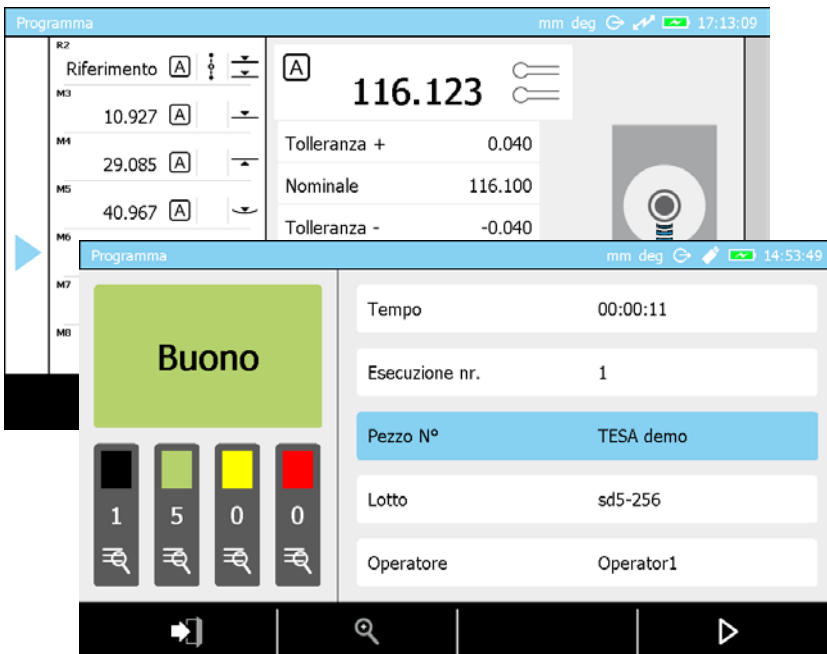 Programma mm deg 17:13:09
R2
Riferimento A
M3
10.927 A
M4
29.085 A
M5
40.967 A
M6
M7
M8
A
116.123
Tolleranza + 0.040
Nominale 116.100
Tolleranza - -0.040
Programma mm deg 14:53:49
Buono
1 5 0 0
Tempo 00:00:11
Esecuzione nr. 1
Pezzo N° TESA demo
Lotto sd5-256
Operatore Operator1